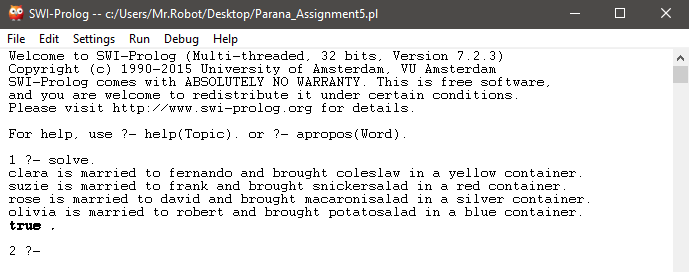 SWI-Prolog -- c:/Users/Mr.Robot/Desktop/Parana_Assignment5.pl
File Edit Settings Run Debug Help
Welcome to SWI-Prolog (Multi-threaded, 32 bits, Version 7.2.3)
Copyright (c) 1990-2015 University of Amsterdam, VU Amsterdam
SWI-Prolog comes with ABSOLUTELY NO WARRANTY. This is free software,
and you are welcome to redistribute it under certain conditions.
Please visit http://www.swi-prolog.org for details.
For help, use ?- help(Topic). or ?- apropos(Word).
1 ?- solve.
clara is married to fernando and brought coleslaw in a yellow container.
suzie is married to frank and brought snickersalad in a red container.
rose is married to david and brought macaronisalad in a silver container.
olivia is married to robert and brought potatosalad in a blue container.
true .
2 ?-